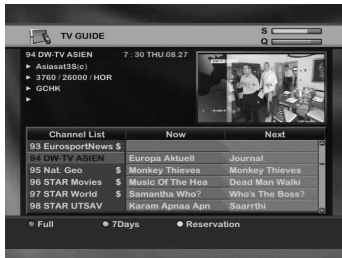 TV GUIDE
S
Q
94 DW-TV ASIEN 7 : 30 THU.08.27
► Asiasat3S(c)
► 3760 / 26000 / HOR
► GCHK
►
Channel List Now Next
93 EurosportNews $
94 DW-TV ASIEN Europa Aktuell Journal
95 Nat. Geo $ Monkey Thieves Monkey Thieves
96 STAR Movies $ Music Of The Hea Dead Man Walki
97 STAR World $ Samantha Who? Who's The Boss?
98 STAR UTSAV Karam Apnaa Apn Saarrthi
Full 7Days Reservation